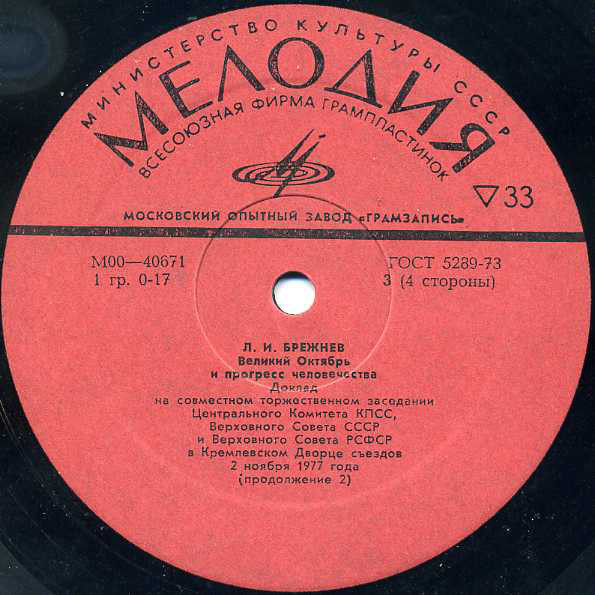 МИНИСТЕРСТВО КУЛЬТУРЫ СССР
МЕЛОДИЯ
ВСЕСОЮЗНАЯ ФИРМА ГРАМПЛАСТИНОК
▽33
МОСКОВСКИЙ ОПЫТНЫЙ ЗАВОД «ГРАМЗАПИСЬ»
М00—40671 ГОСТ 5289-73
1 гр. 0-17 3 (4 стороны)
Л. И. БРЕЖНЕВ
Великий Октябрь
и прогресс человечества
Доклад
на совместном торжественном заседании
Центрального Комитета КПСС,
Верховного Совета СССР
и Верховного Совета РСФСР
в Кремлевском Дворце съездов
2 ноября 1977 года
(продолжение 2)